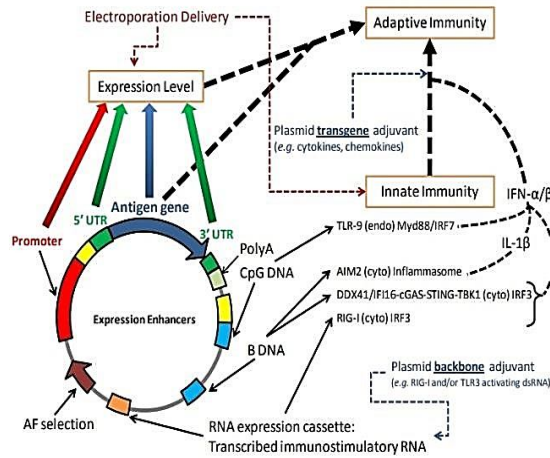 Electroporation Delivery
Adaptive Immunity
Expression Level
Plasmid transgene adjuvant
(e.g. cytokines, chemokines)
Innate Immunity
IFN-α/β
5' UTR
Antigen gene
3' UTR
Promoter
TLR-9 (endo) Myd88/IRF7
IL-1β
PolyA
CpG DNA
AIM2 (cyto) Inflammasome
DDX41/IFI16-cGAS-STING-TBK1 (cyto) IRF3
Expression Enhancers
RIG-I (cyto) IRF3
B DNA
Plasmid backbone adjuvant
(e.g. RIG-I and/or TLR3 activating dsRNA)
AF selection
RNA expression cassette:
Transcribed immunostimulatory RNA